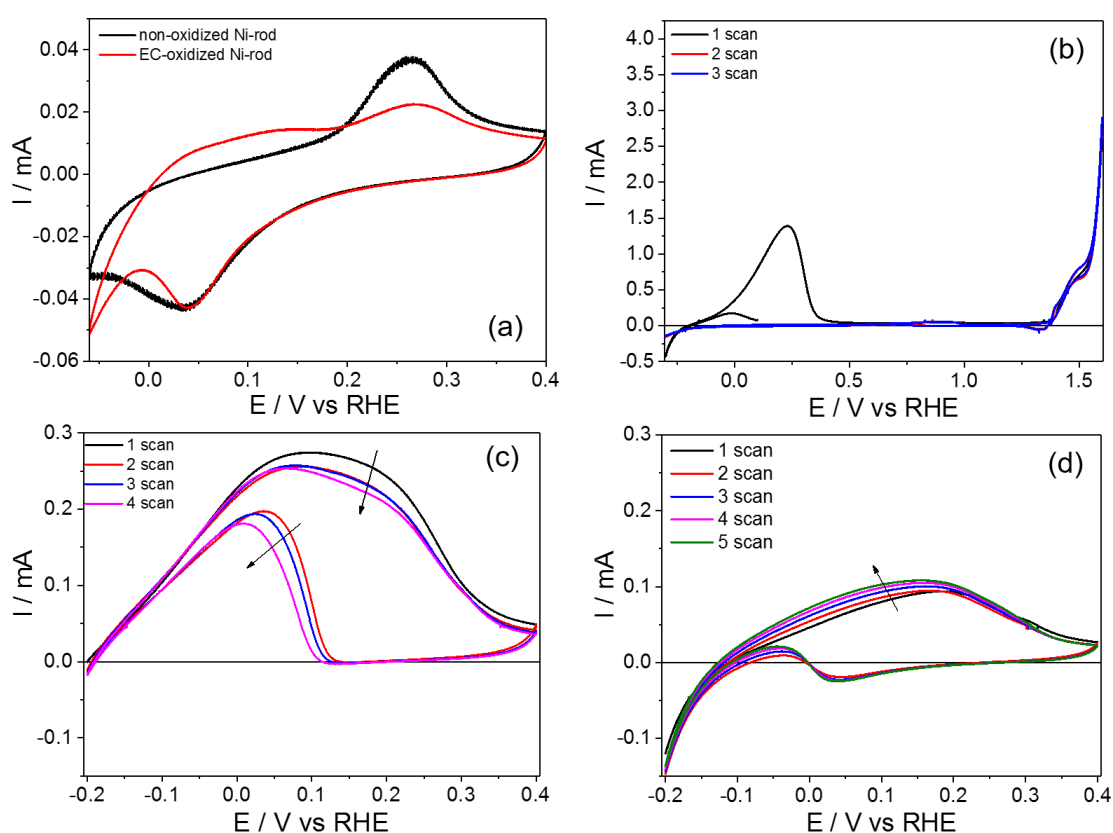 non-oxidized Ni-rod
EC-oxidized Ni-rod
(a)
I / mA
0.04
0.02
0.00
-0.02
-0.04
-0.06
0.0 0.1 0.2 0.3 0.4
E / V vs RHE
1 scan
2 scan
3 scan
(b)
I / mA
4.0
3.5
3.0
2.5
2.0
1.5
1.0
0.5
0.0
-0.5
0.0 0.5 1.0 1.5
E / V vs RHE
1 scan
2 scan
3 scan
4 scan
(c)
I / mA
0.3
0.2
0.1
0.0
-0.1
-0.2 -0.1 0.0 0.1 0.2 0.3 0.4
E / V vs RHE
1 scan
2 scan
3 scan
4 scan
5 scan
(d)
I / mA
0.3
0.2
0.1
0.0
-0.1
-0.2 -0.1 0.0 0.1 0.2 0.3 0.4
E / V vs RHE